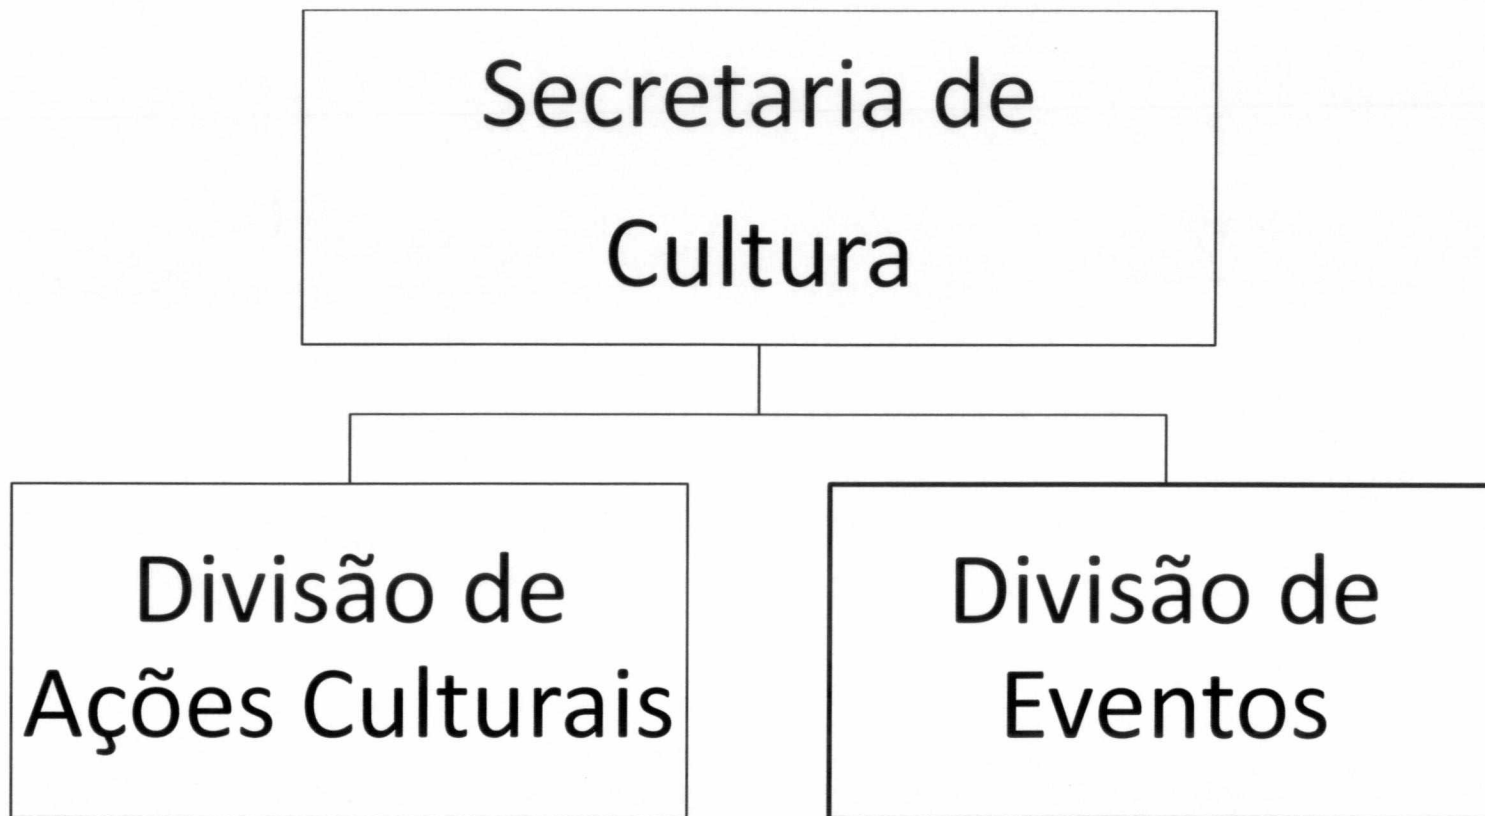 Secretaria de
Cultura
Divisão de
Ações Culturais
Divisão de
Eventos